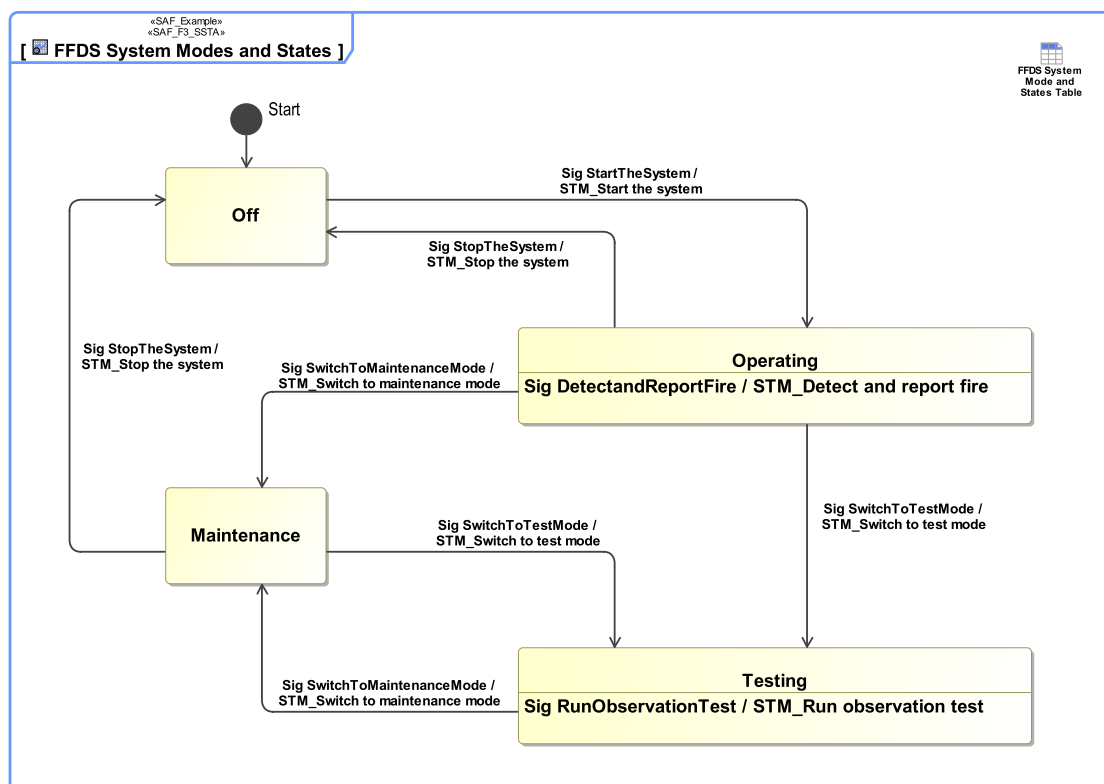 «SAF_Example»
«SAF_F3_SSTA»
[ FFDS System Modes and States ]
FFDS System
Mode and
States Table
Start
Off
Sig StartTheSystem /
STM_Start the system
Sig StopTheSystem /
STM_Stop the system
Sig StopTheSystem /
STM_Stop the system
Operating
Sig DetectandReportFire / STM_Detect and report fire
Sig SwitchToMaintenanceMode /
STM_Switch to maintenance mode
Maintenance
Sig SwitchToTestMode /
STM_Switch to test mode
Sig SwitchToTestMode /
STM_Switch to test mode
Sig SwitchToMaintenanceMode /
STM_Switch to maintenance mode
Testing
Sig RunObservationTest / STM_Run observation test